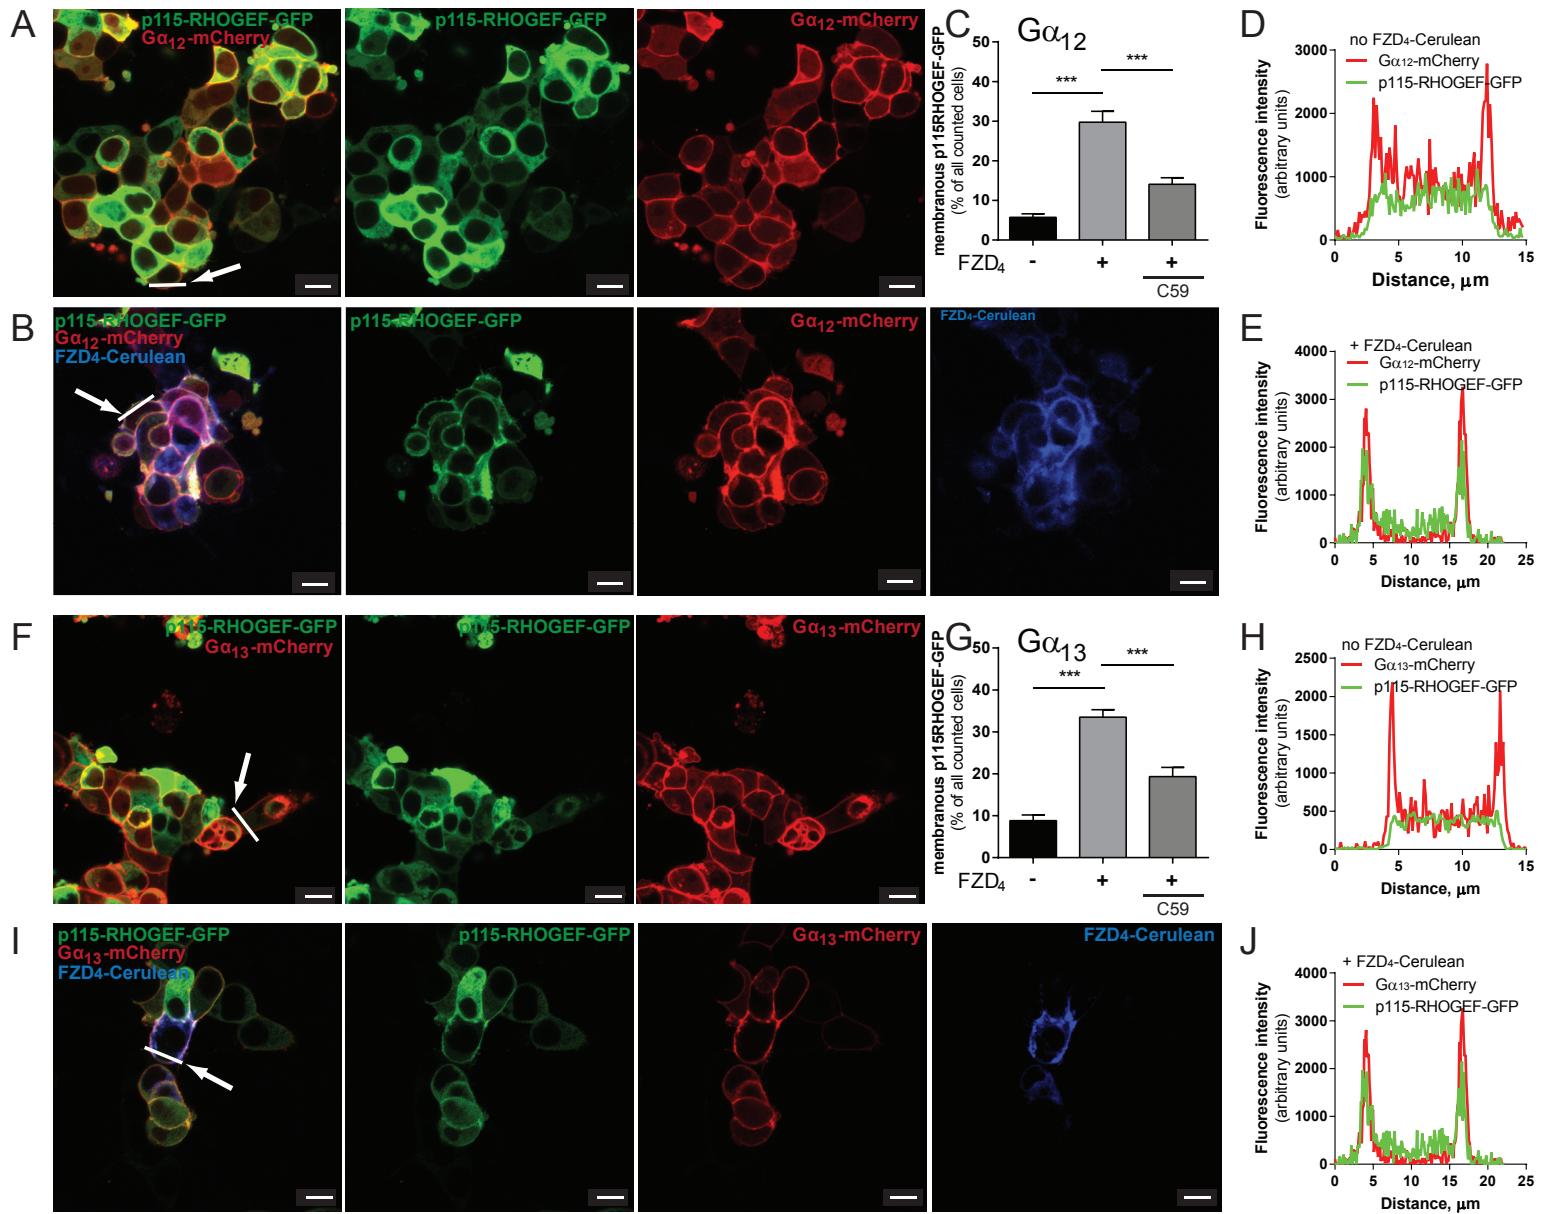 A
p115-RHOGEF-GFP
Gα12-mCherry
p115-RHOGEF-GFP
Gα12-mCherry
C
Gα12
membranous p115RHOGEF-GFP
(% of all counted cells)
50
40
30
20
10
0
***
***
FZD4
-
+
+
C59
D
no FZD4-Cerulean
Gα12-mCherry
p115-RHOGEF-GFP
Fluorescence intensity
(arbitrary units)
3000
2000
1000
0
0 5 10 15
Distance, μm
B
p115-RHOGEF-GFP
Gα12-mCherry
FZD4-Cerulean
p115-RHOGEF-GFP
Gα12-mCherry
FZD4-Cerulean
E
+ FZD4-Cerulean
Gα12-mCherry
p115-RHOGEF-GFP
Fluorescence intensity
(arbitrary units)
4000
3000
2000
1000
0
0 5 10 15 20 25
Distance, μm
F
p115-RHOGEF-GFP
Gα13-mCherry
p115-RHOGEF-GFP
Gα13-mCherry
G
Gα13
membranous p115RHOGEF-GFP
(% of all counted cells)
50
40
30
20
10
0
***
***
FZD4
-
+
+
C59
H
no FZD4-Cerulean
Gα13-mCherry
p115-RHOGEF-GFP
Fluorescence intensity
(arbitrary units)
2500
2000
1500
1000
500
0
0 5 10 15
Distance, μm
I
p115-RHOGEF-GFP
Gα13-mCherry
FZD4-Cerulean
p115-RHOGEF-GFP
Gα13-mCherry
FZD4-Cerulean
J
+ FZD4-Cerulean
Gα13-mCherry
p115-RHOGEF-GFP
Fluorescence intensity
(arbitrary units)
4000
3000
2000
1000
0
0 5 10 15 20 25
Distance, μm